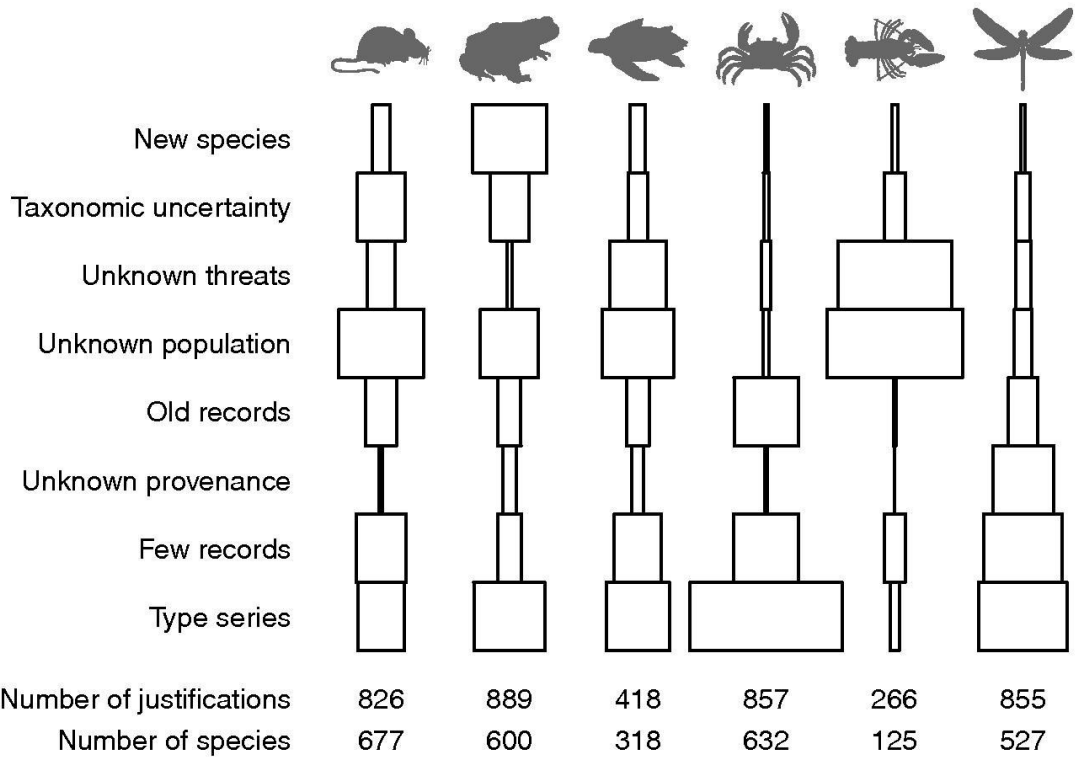 New species
Taxonomic uncertainty
Unknown threats
Unknown population
Old records
Unknown provenance
Few records
Type series
Number of justifications 826 889 418 857 266 855
Number of species 677 600 318 632 125 527